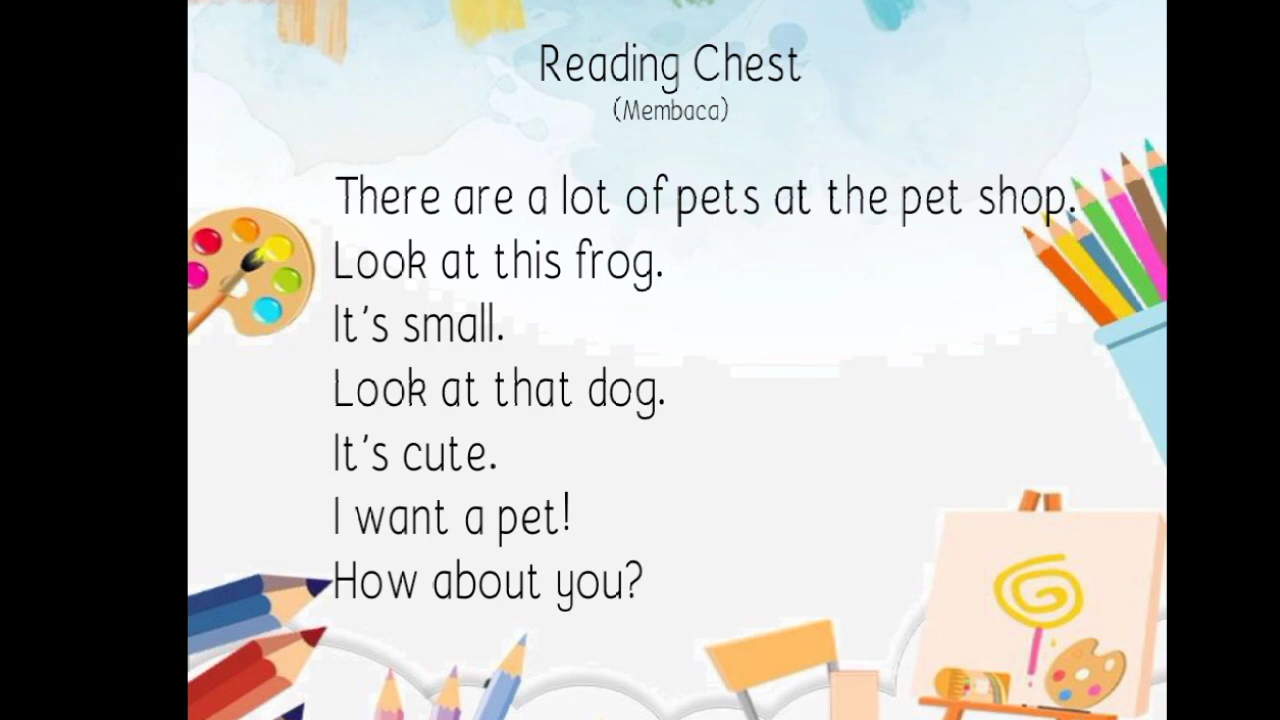 Reading Chest
(Membaca)
There are a lot of pets at the pet shop.
Look at this frog.
It's small.
Look at that dog.
It's cute.
I want a pet!
How about you?